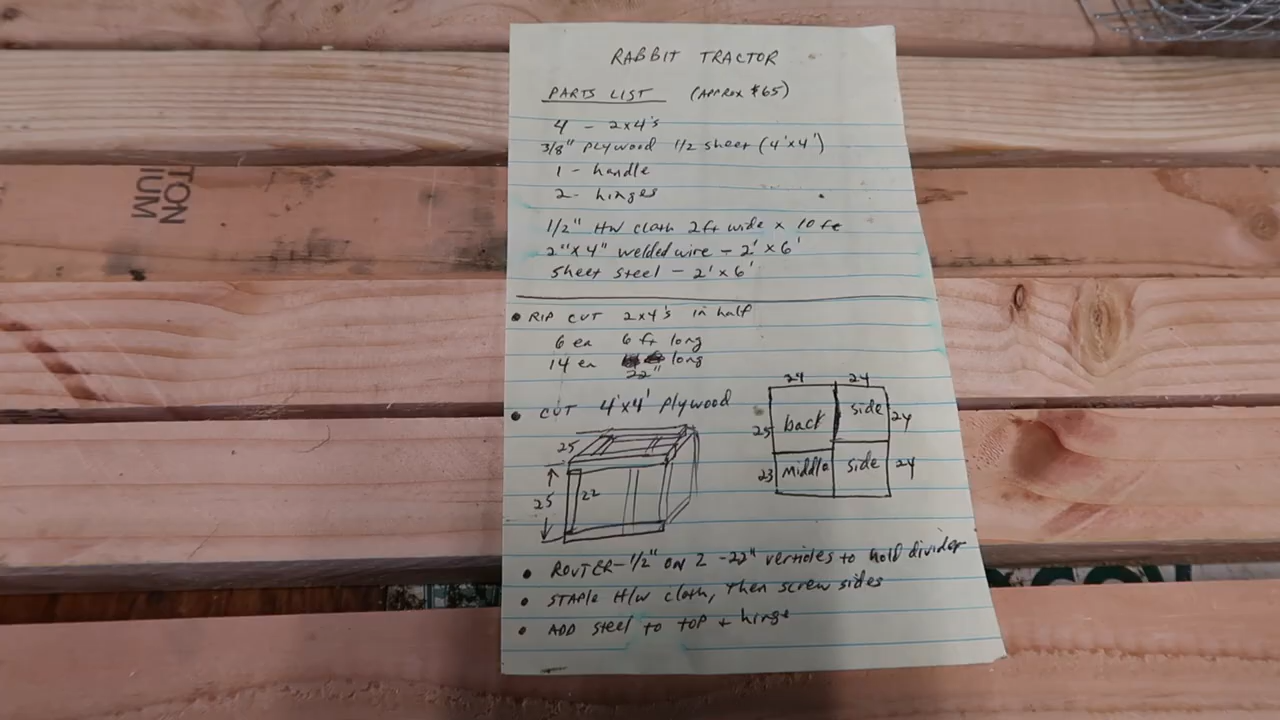 RABBIT TRACTOR
PARTS LIST (APPROX $65)
4 - 2x4's
3/8" PLYWOOD 1/2 sheet (4'x4')
1 - handle
2 - hinges
1/2" HW cloth 2ft wide x 10 ft
2"x4" welded wire - 2' x 6'
sheet steel - 2' x 6'
• RIP CUT 2x4's in half
6 ea 6 ft long
14 ea long
22"
• CUT 4'x4' Plywood
24 24
25 back side 24
23 middle side 24
25
25
22
• ROUTER - 1/2" ON 2 - 22" verticles to hold divider
• STAPLE H/W cloth, then screw sides
• ADD steel to top + hinge
TON
IUM